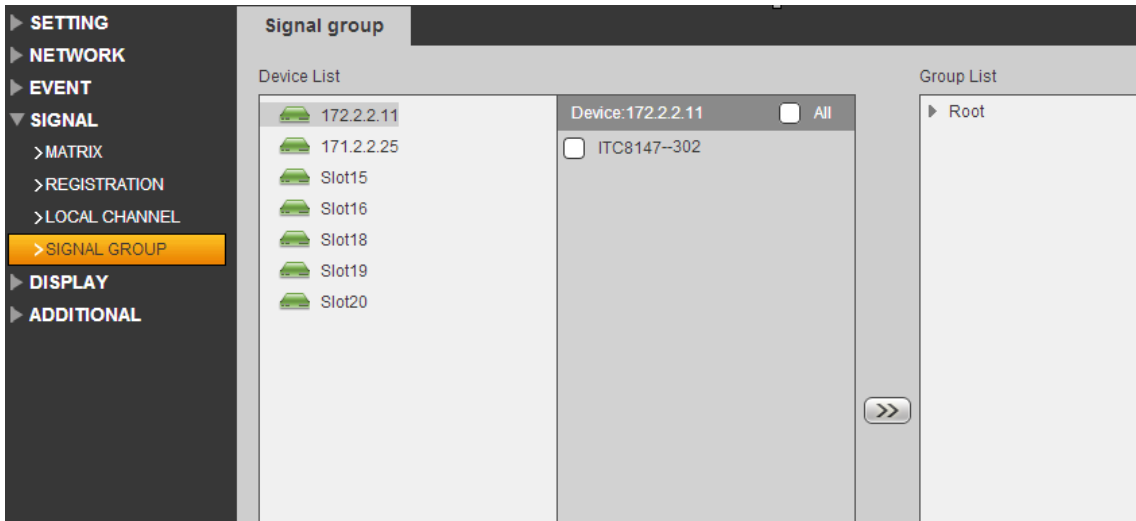 SETTING
NETWORK
EVENT
SIGNAL
>MATRIX
>REGISTRATION
>LOCAL CHANNEL
>SIGNAL GROUP
DISPLAY
ADDITIONAL
Signal group
Device List
172.2.2.11
171.2.2.25
Slot15
Slot16
Slot18
Slot19
Slot20
Device:172.2.2.11 All
ITC8147--302
>>
Group List
Root